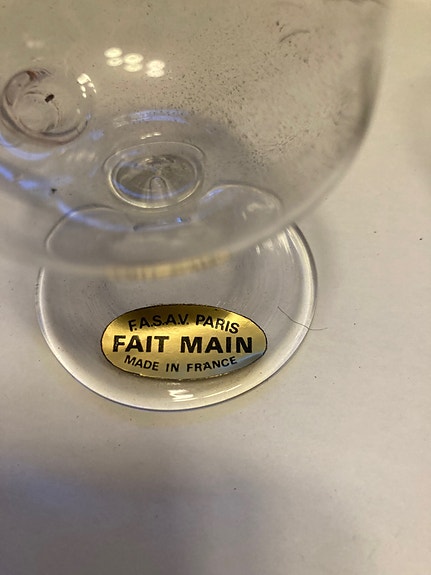 F.A.S.A.V. PARIS
FAIT MAIN
MADE IN FRANCE